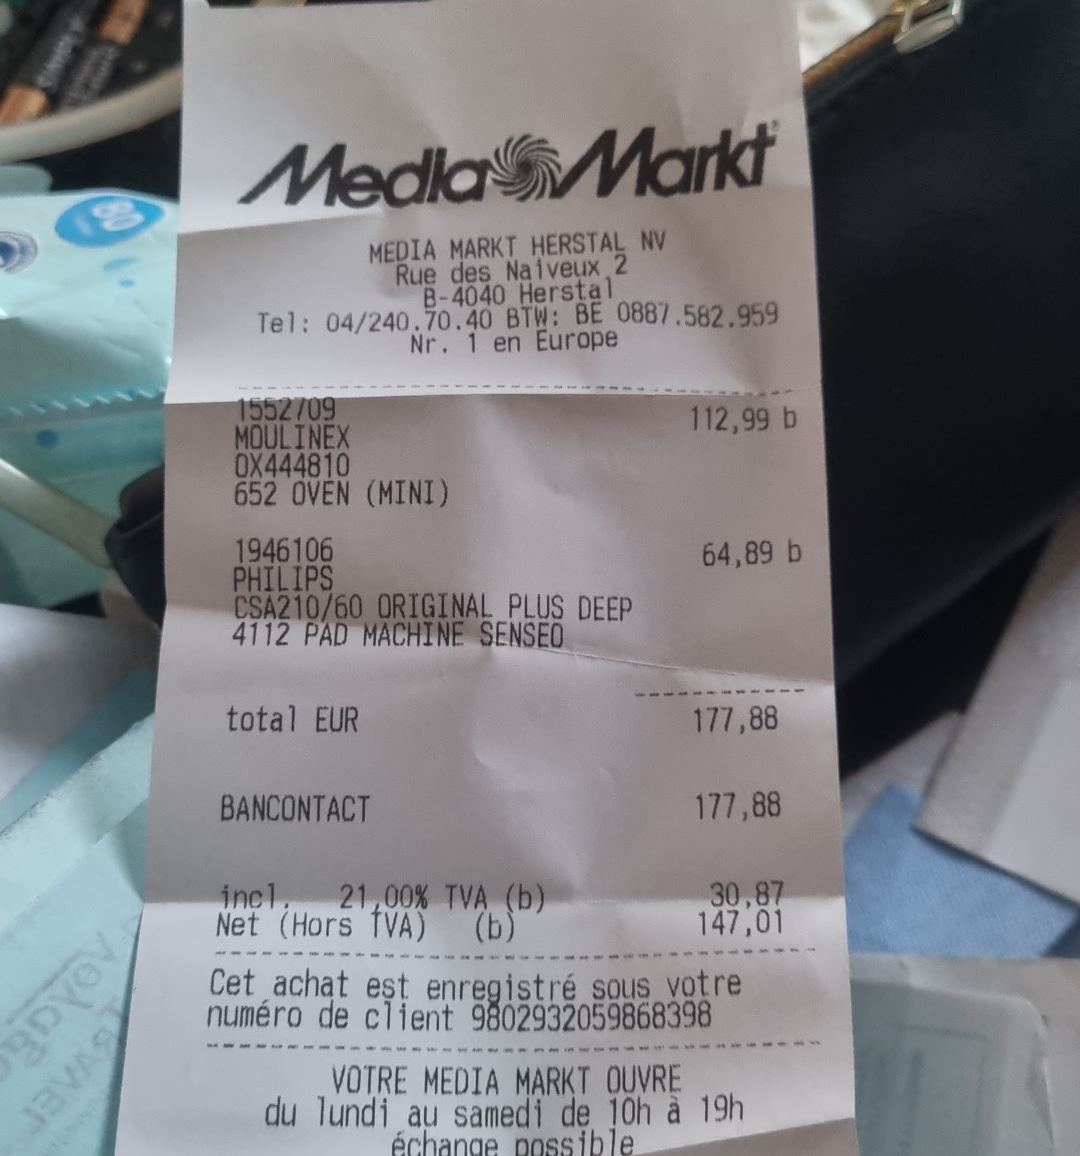 Media Markt
MEDIA MARKT HERSTAL NV
Rue des Naiveux 2
B-4040 Herstal
Tel: 04/240.70.40 BTW: BE 0887.582.959
Nr. 1 en Europe
1552709 112,99 b
MOULINEX
OX444810
652 OVEN (MINI)
1946106 64,89 b
PHILIPS
CSA210/60 ORIGINAL PLUS DEEP
4112 PAD MACHINE SENSEO
total EUR 177,88
BANCONTACT 177,88
incl. 21,00% TVA (b) 30,87
Net (Hors TVA) (b) 147,01
Cet achat est enregistré sous votre
numéro de client 9802932059868398
VOTRE MEDIA MARKT OUVRE
du lundi au samedi de 10h à 19h
échange possible
80